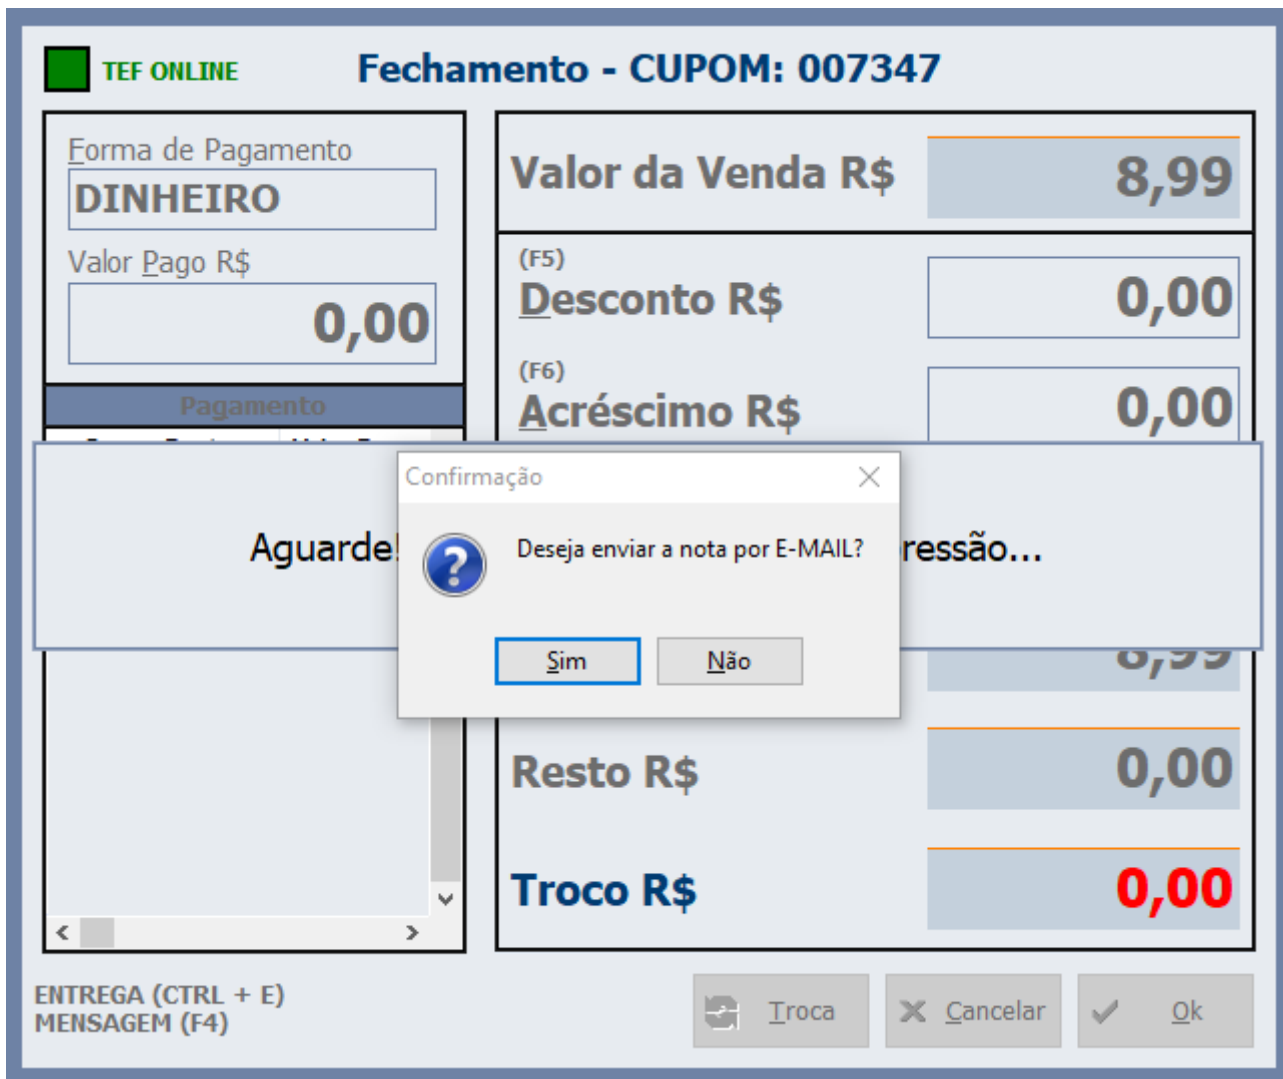 TEF ONLINE
Fechamento - CUPOM: 007347
Forma de Pagamento
DINHEIRO
Valor Pago R$
0,00
Pagamento
Valor da Venda R$ 8,99
(F5)
Desconto R$ 0,00
(F6)
Acréscimo R$ 0,00
Confirmação
Aguarde!
Deseja enviar a nota por E-MAIL?
ressão...
Sim Não
8,99
Resto R$ 0,00
Troco R$ 0,00
ENTREGA (CTRL + E)
MENSAGEM (F4)
Troca Cancelar Ok